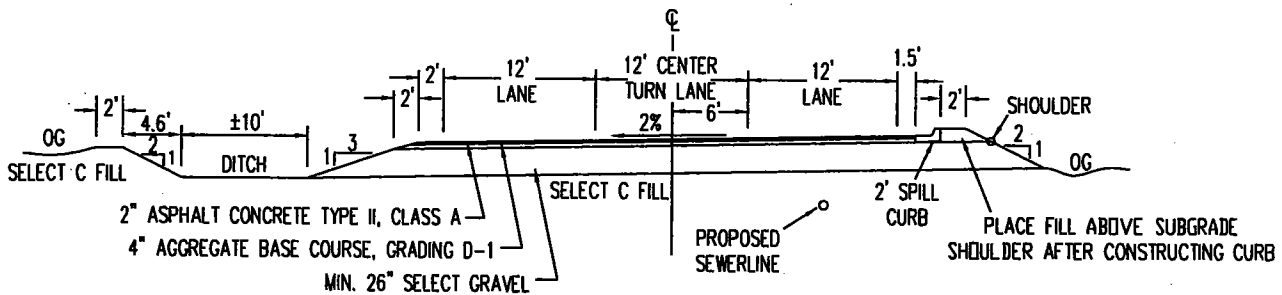 ℄
1.5'
2'
12'
LANE
12' CENTER
TURN LANE
12'
LANE
2'
2'
6'
2'
SHOULDER
OG
4.6'
±10'
2%
2
1
DITCH
1
3
2
1
OG
SELECT C FILL
SELECT C FILL
2' SPILL
CURB
2" ASPHALT CONCRETE TYPE II, CLASS A
4" AGGREGATE BASE COURSE, GRADING D-1
MIN. 26" SELECT GRAVEL
PROPOSED
SEWERLINE
PLACE FILL ABOVE SUBGRADE
SHOULDER AFTER CONSTRUCTING CURB